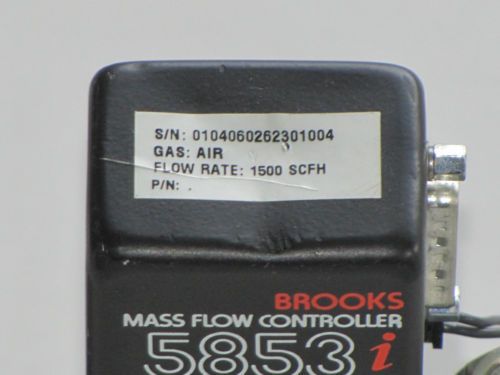 S/N: 0104060262301004
GAS: AIR
FLOW RATE: 1500 SCFH
P/N: .
BROOKS
MASS FLOW CONTROLLER
5853 i